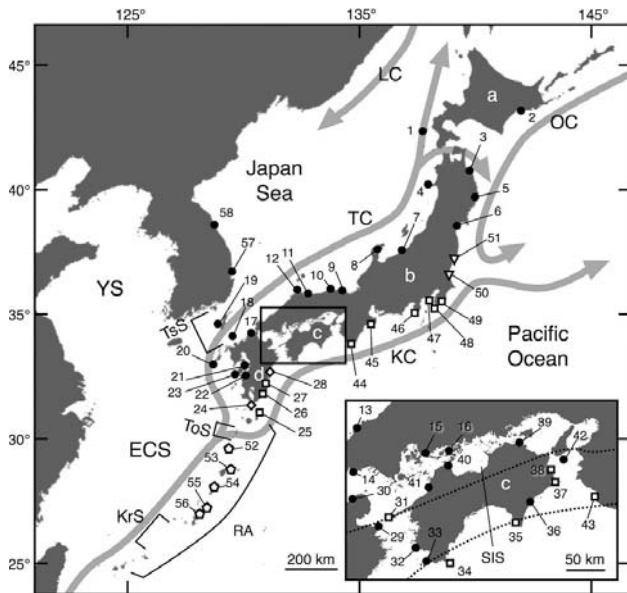 125° 135° 145°
45°
LC
a
2
OC
1
3
Japan
Sea
40°
4
5
58
TC
7
6
51
57
11
12
10 9
8
b
YS
19
18
50
35°
17
TsS
c
46
49
47
48
KC
Pacific
Ocean
45
20
44
21
d
28
23
22
27
24
26
25
30°
ToS
ECS
52
53
54
55
56
KrS
RA
25°
200 km
13
15
16
39
42
40
14
41
c
38
30
31
37
29
43
33
36
32
35
SIS
34
50 km